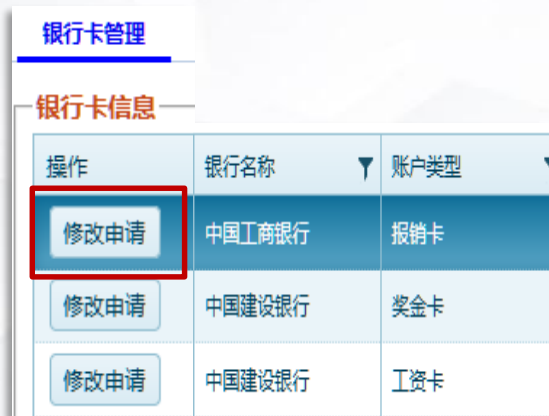 银行卡管理
银行卡信息
操作 银行名称 账户类型
修改申请 中国工商银行 报销卡
修改申请 中国建设银行 奖金卡
修改申请 中国建设银行 工资卡